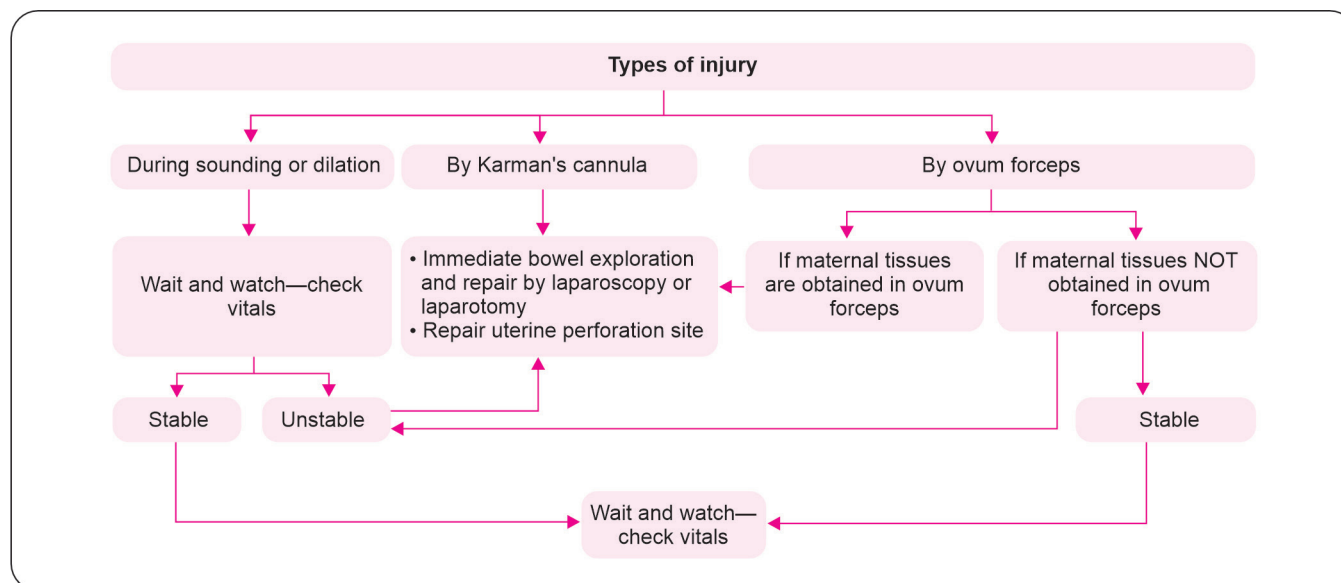 Types of injury
During sounding or dilation
By Karman's cannula
By ovum forceps
Wait and watch—check
vitals
• Immediate bowel exploration
and repair by laparoscopy or
laparotomy
• Repair uterine perforation site
If maternal tissues
are obtained in ovum
forceps
If maternal tissues NOT
obtained in ovum
forceps
Stable
Unstable
Stable
Wait and watch—
check vitals